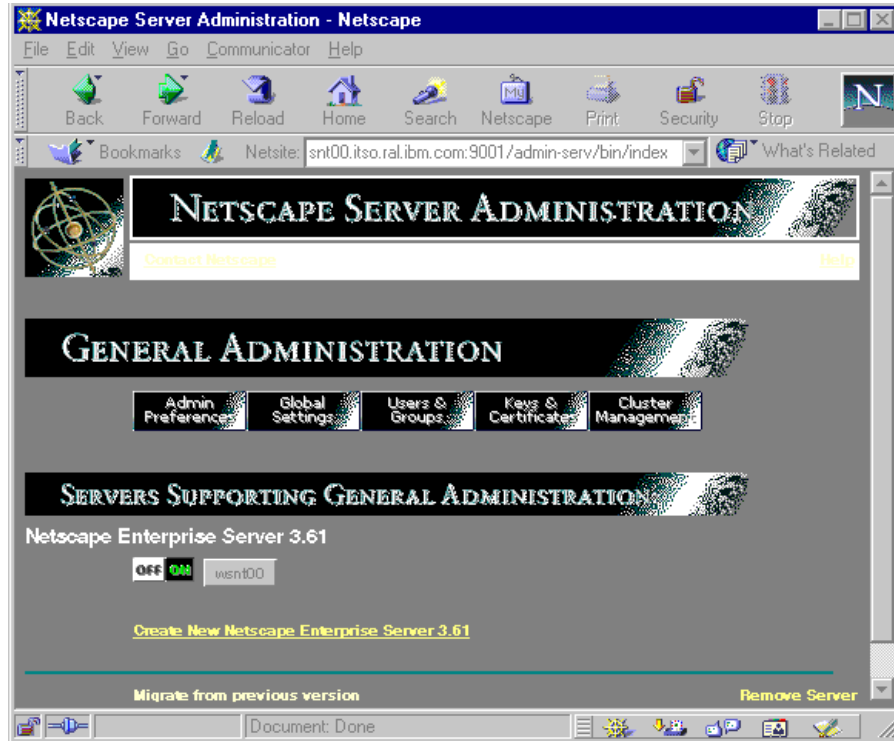 Netscape Server Administration - Netscape
File Edit View Go Communicator Help
Back Forward Reload Home Search Netscape Print Security Stop
My
N
Bookmarks Netsite: snt00.itso.ral.ibm.com:9001/admin-serv/bin/index What's Related
NETSCAPE SERVER ADMINISTRATION
Contact Netscape Help
GENERAL ADMINISTRATION
Admin Preferences Global Settings Users & Groups Keys & Certificates Cluster Management
SERVERS SUPPORTING GENERAL ADMINISTRATION
Netscape Enterprise Server 3.61
OFF ON wsnt00
Create New Netscape Enterprise Server 3.61
Migrate from previous version Remove Server
Document: Done